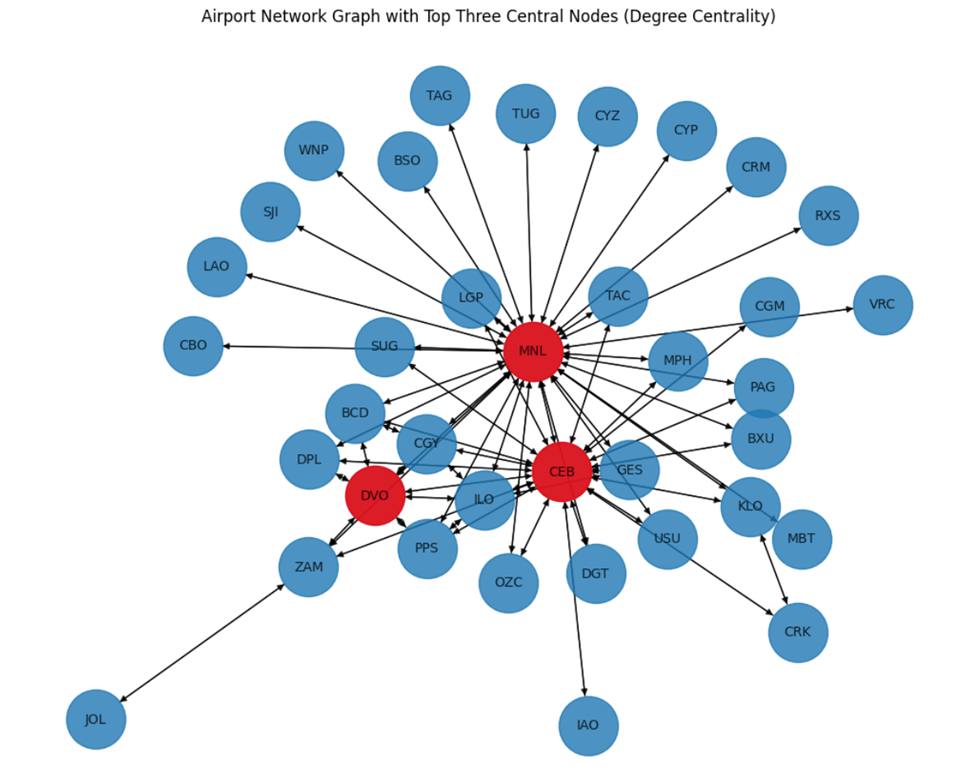 Airport Network Graph with Top Three Central Nodes (Degree Centrality)
TAG
TUG
CYZ
CYP
WNP
BSO
CRM
SJI
RXS
LAO
LGP
TAC
CGM
VRC
CBO
SUG
MNL
MPH
PAG
BCD
CGY
BXU
DPL
CEB
GES
DVO
ILO
KLO
PPS
USU
MBT
ZAM
OZC
DGT
CRK
JOL
IAO